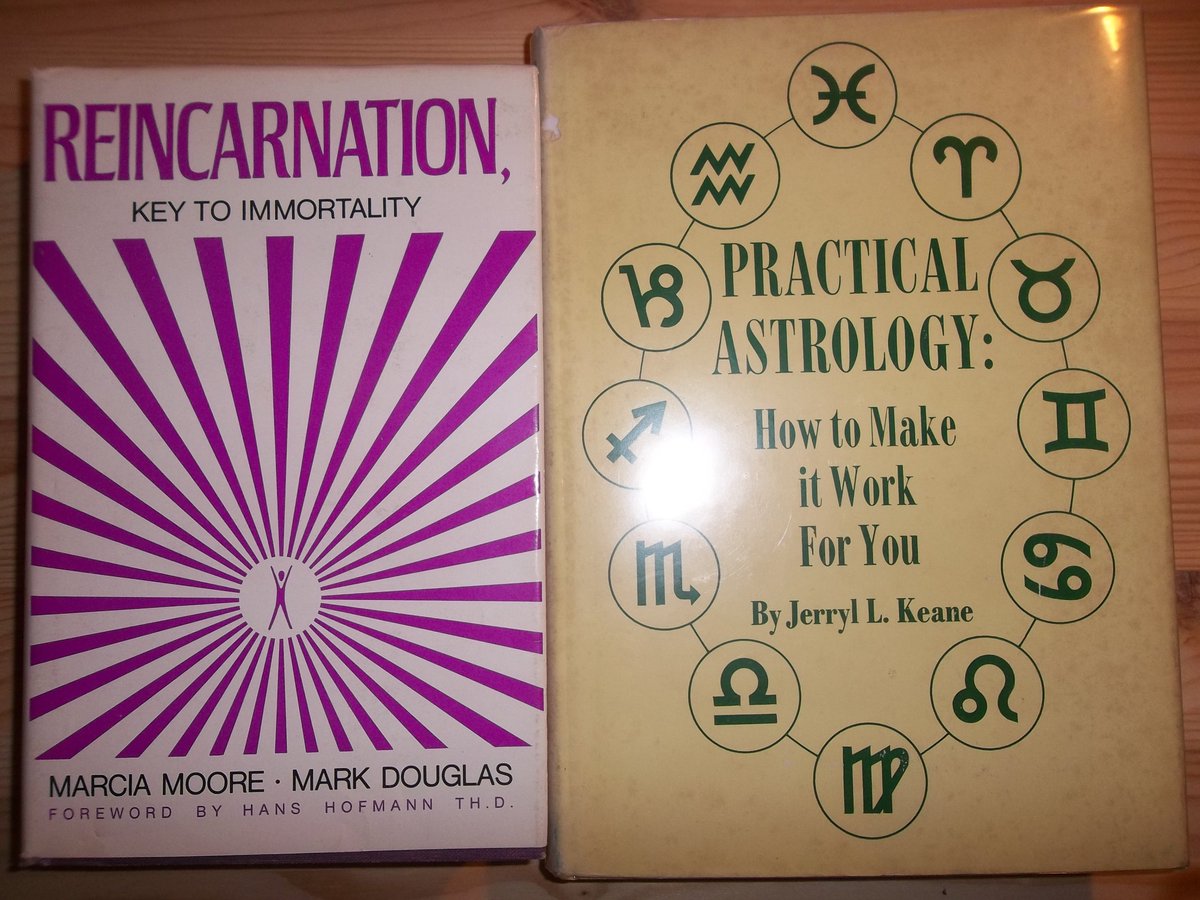 REINCARNATION,
KEY TO IMMORTALITY
MARCIA MOORE · MARK DOUGLAS
FOREWORD BY HANS HOFMANN TH.D.
PRACTICAL
ASTROLOGY:
How to Make
it Work
For You
By Jerryl L. Keane